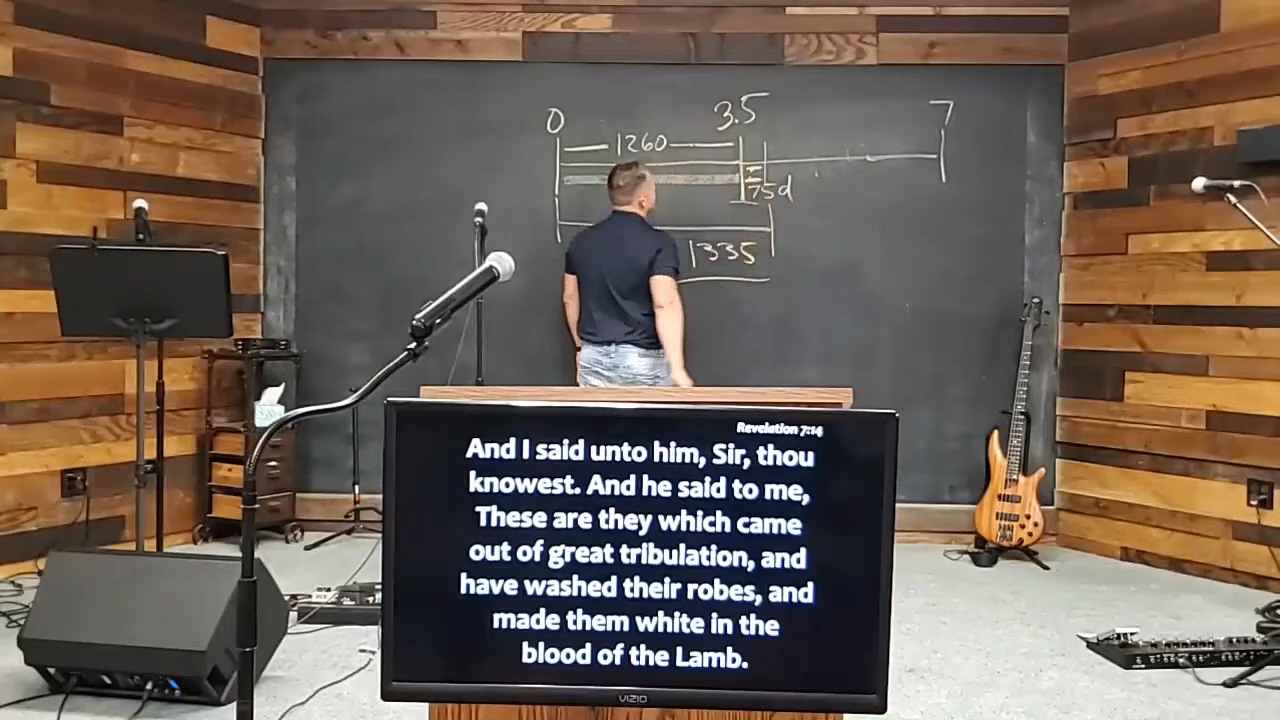 0 3.5 7
1260
75d
1335
Revelation 7:14
And I said unto him, Sir, thou
knowest. And he said to me,
These are they which came
out of great tribulation, and
have washed their robes, and
made them white in the
blood of the Lamb.
VIZIO